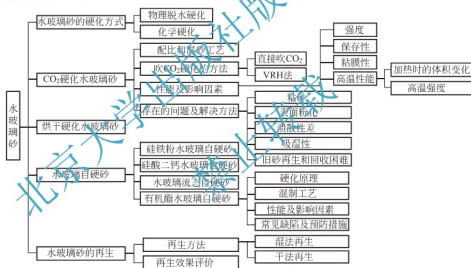 水玻璃砂
水玻璃砂的硬化方式
物理脱水硬化
化学硬化
CO₂硬化水玻璃砂
配比和混砂工艺
吹CO₂硬化的方法
直接吹CO₂
VRH法
性能及影响因素
强度
保存性
粘膜性
高温性能
加热时的体积变化
高温强度
存在的问题及解决方法
表面粉化
溃散性差
吸湿性
旧砂再生和回收困难
烘干硬化水玻璃砂
水玻璃自硬砂
硅铁粉水玻璃自硬砂
硅酸二钙水玻璃自硬砂
水玻璃流态自硬砂
有机酯水玻璃自硬砂
硬化原理
混制工艺
性能及影响因素
常见缺陷及预防措施
水玻璃砂的再生
再生方法
湿法再生
干法再生
再生效果评价
北京大学出版社版权
禁止转载